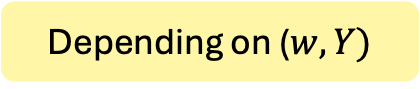 Depending on (w, Y)